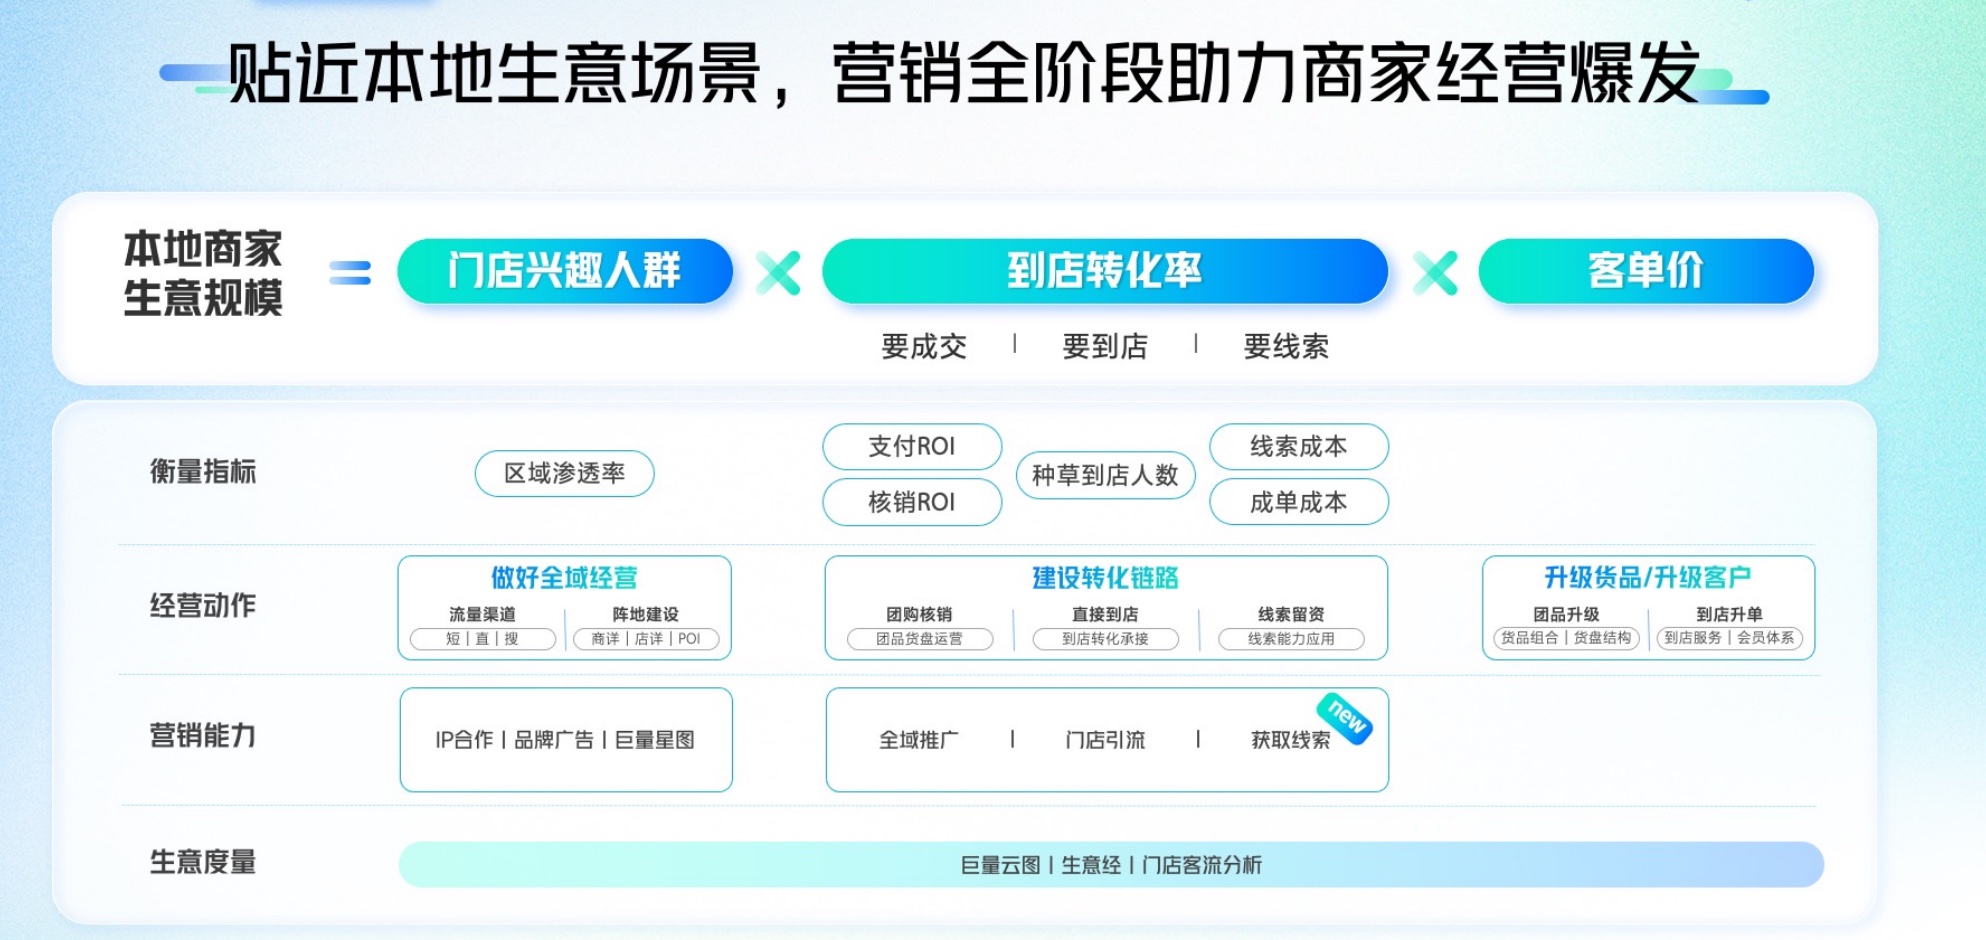 贴近本地生意场景，营销全阶段助力商家经营爆发
本地商家
生意规模
= 门店兴趣人群 × 到店转化率 × 客单价
要成交 | 要到店 | 要线索
衡量指标
区域渗透率
支付ROI
核销ROI
种草到店人数
线索成本
成单成本
经营动作
做好全域经营
流量渠道 | 阵地建设
短 | 直 | 搜
商详 | 店详 | POI
建设转化链路
团购核销 | 直接到店 | 线索留资
团品货盘运营
到店转化承接
线索能力应用
升级货品/升级客户
团品升级 | 到店升单
货品组合 | 货盘结构
到店服务 | 会员体系
营销能力
IP合作 | 品牌广告 | 巨量星图
全域推广 | 门店引流 | 获取线索
new
生意度量
巨量云图 | 生意经 | 门店客流分析